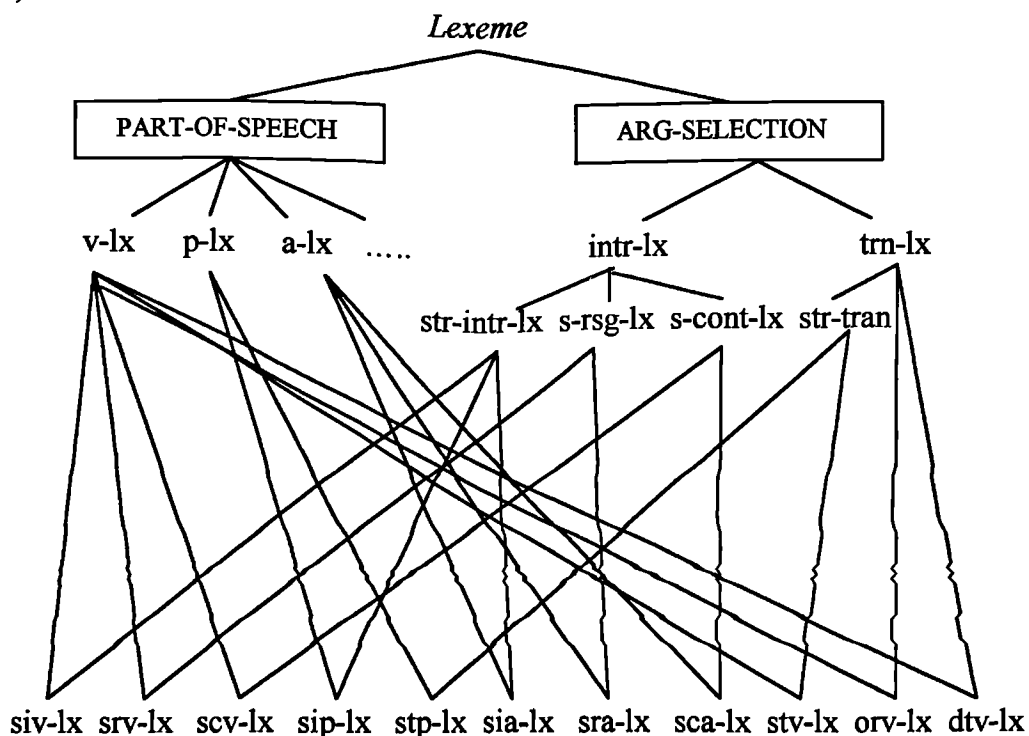 Lexeme
PART-OF-SPEECH ARG-SELECTION
v-lx p-lx a-lx ..... intr-lx trn-lx
str-intr-lx s-rsg-lx s-cont-lx str-tran
siv-lx srv-lx scv-lx sip-lx stp-lx sia-lx sra-lx sca-lx stv-lx orv-lx dtv-lx